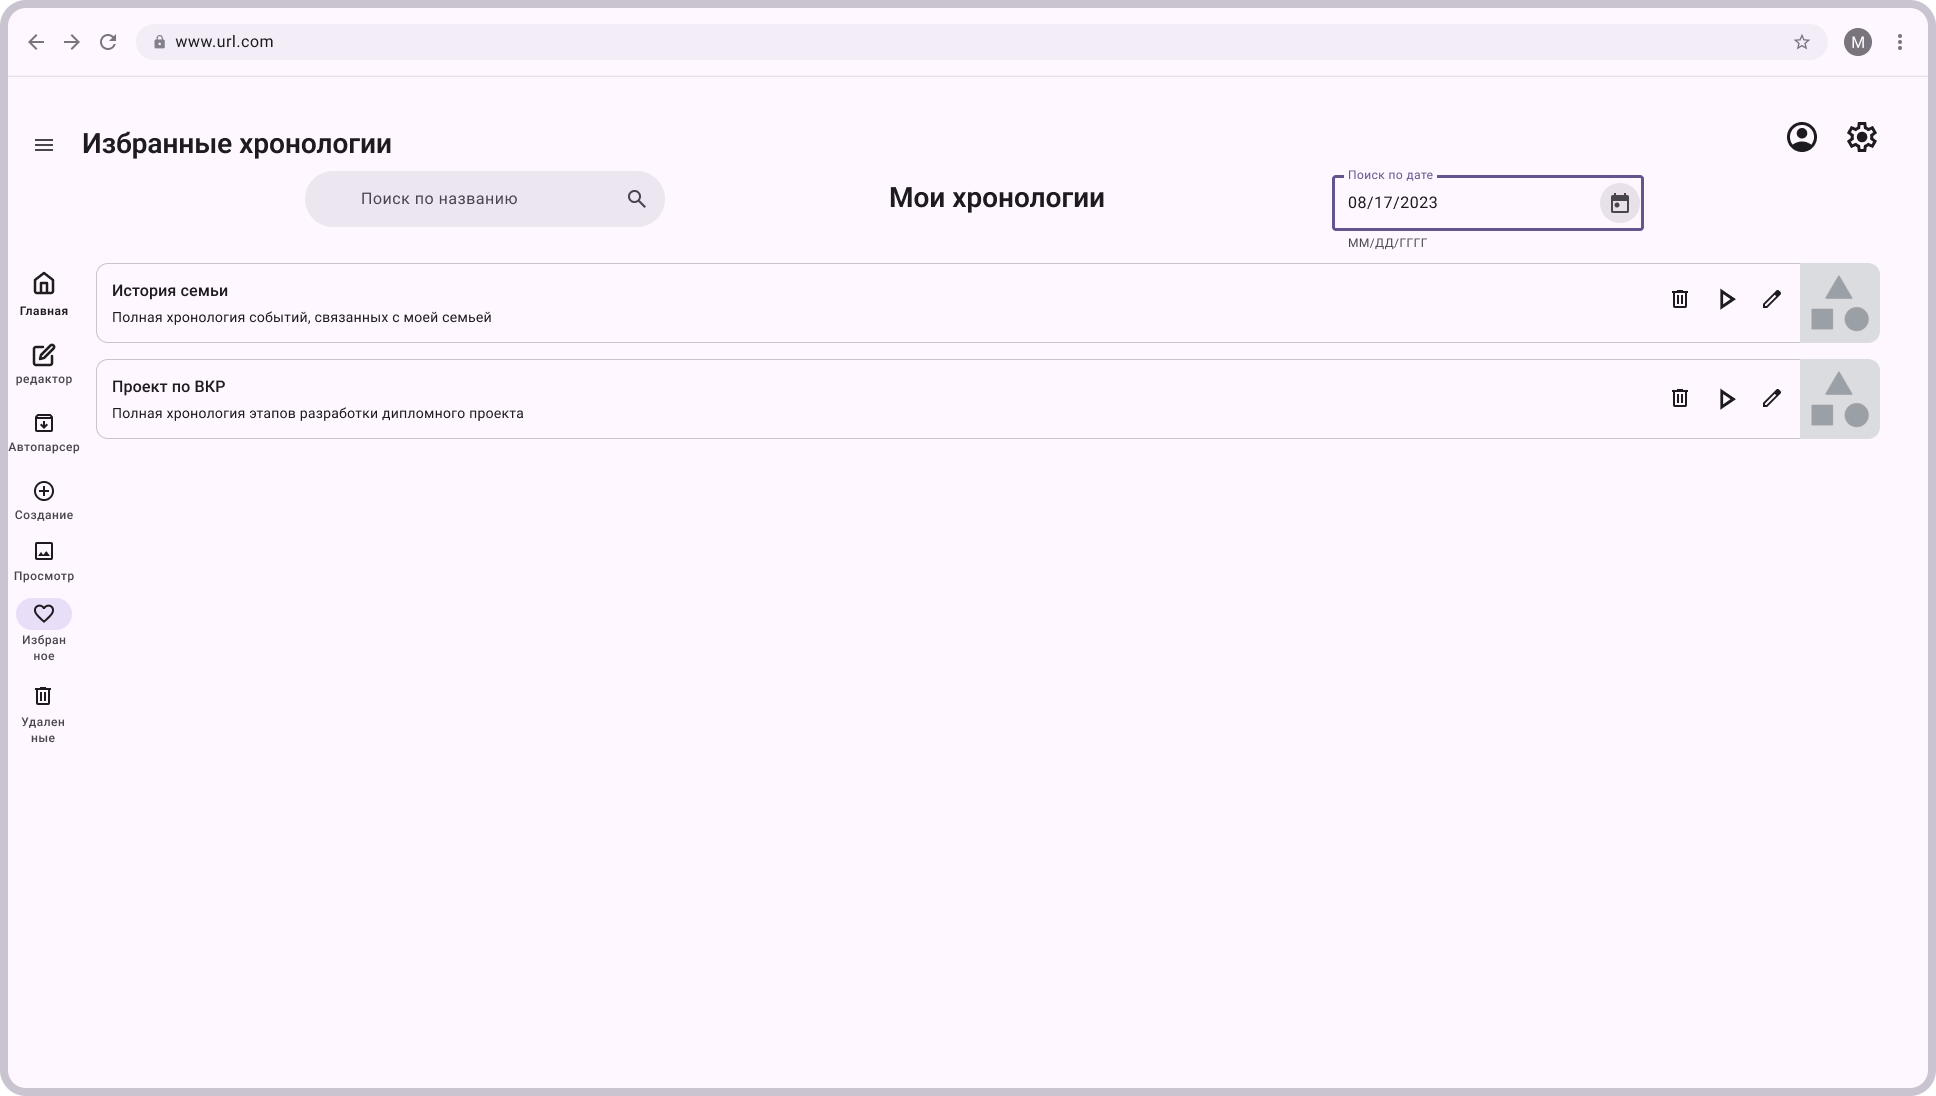 www.url.com
M
Избранные хронологии
Поиск по названию
Мои хронологии
Поиск по дате
08/17/2023
ММ/ДД/ГГГГ
Главная
редактор
Автопарсер
Создание
Просмотр
Избран
ное
Удален
ные
История семьи
Полная хронология событий, связанных с моей семьей
Проект по ВКР
Полная хронология этапов разработки дипломного проекта